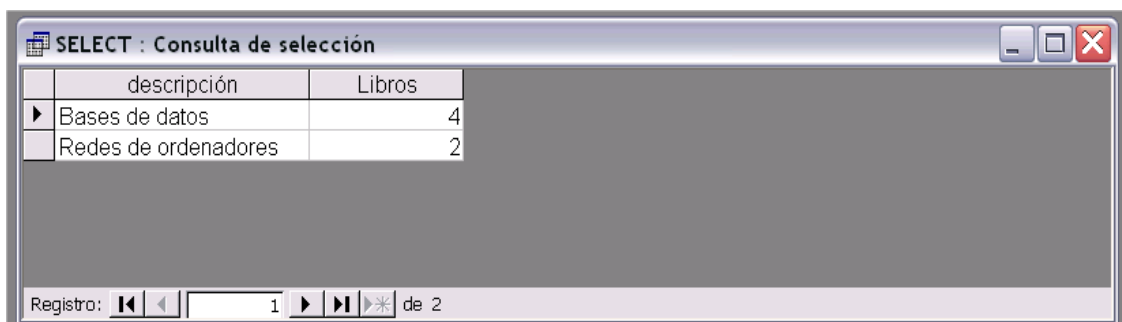 SELECT : Consulta de selección
descripción Libros
Bases de datos 4
Redes de ordenadores 2
Registro: 1 de 2